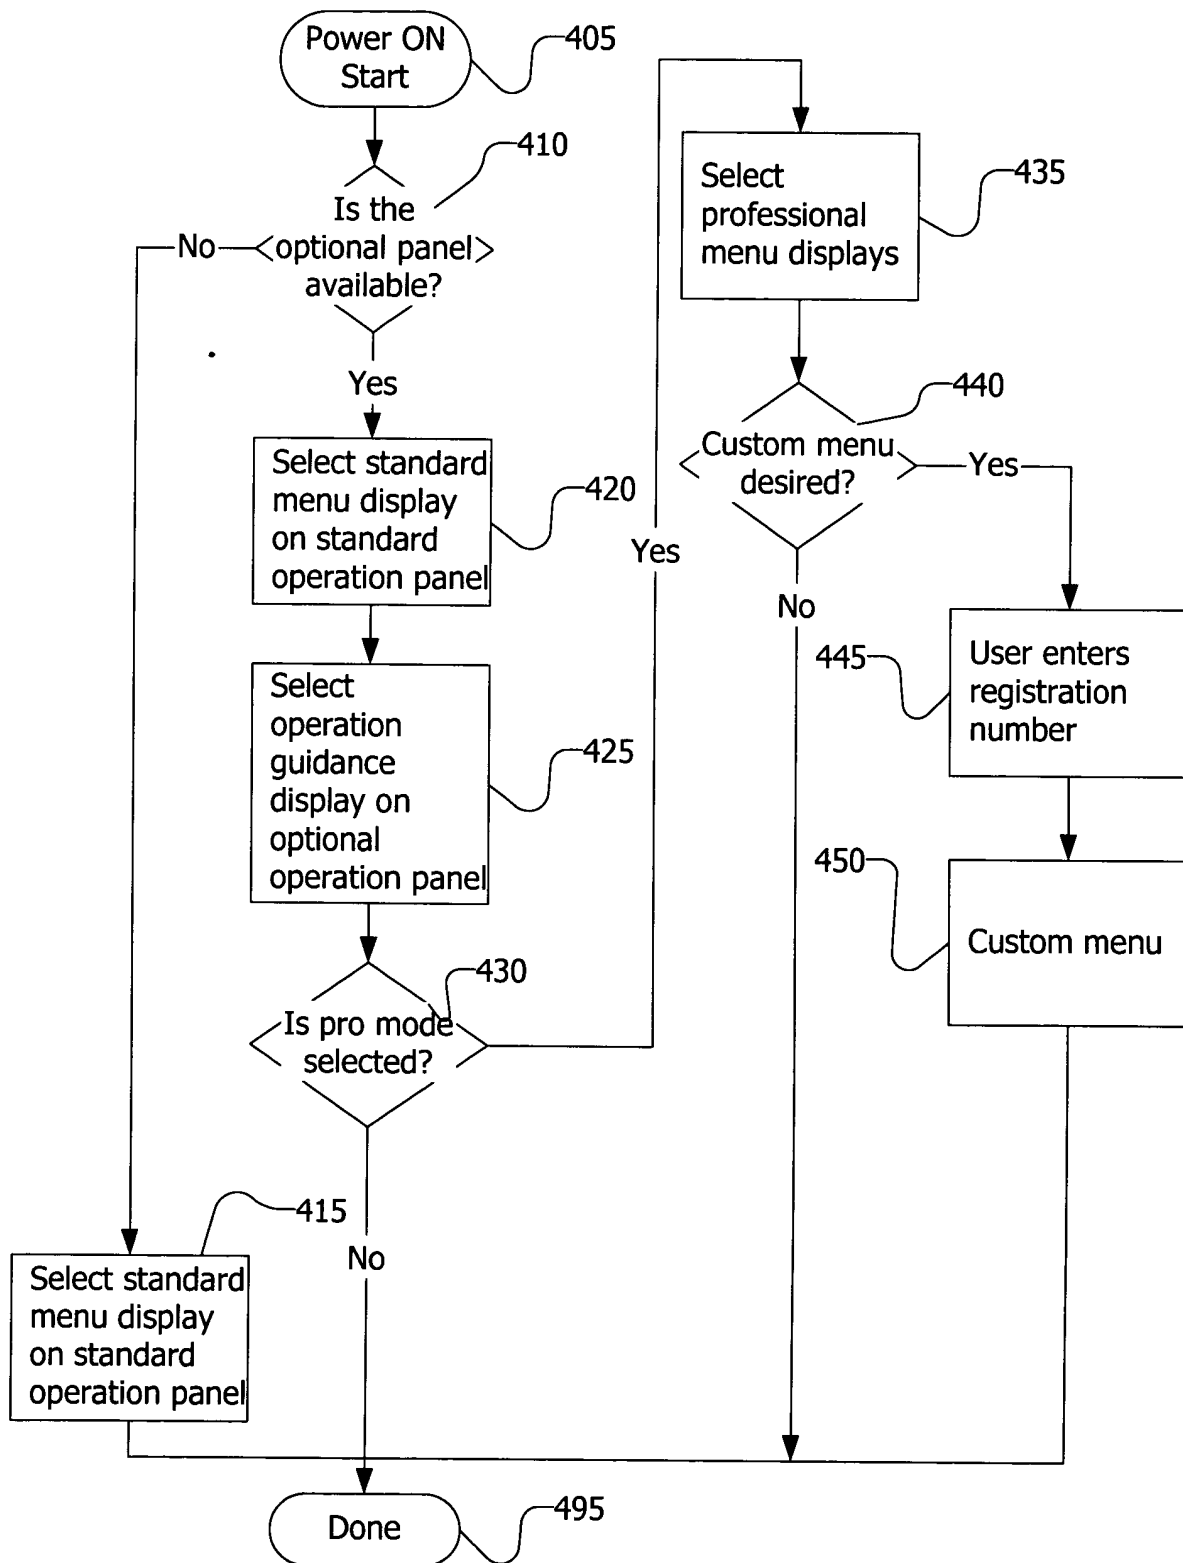 Power ON
Start
405
410
Is the
optional panel
available?
No
Yes
Select standard
menu display
on standard
operation panel
420
Select
operation
guidance
display on
optional
operation panel
425
430
Is pro mode
selected?
Yes
No
415
Select standard
menu display
on standard
operation panel
Select
professional
menu displays
435
440
Custom menu
desired?
Yes
No
445
User enters
registration
number
450
Custom menu
Done
495